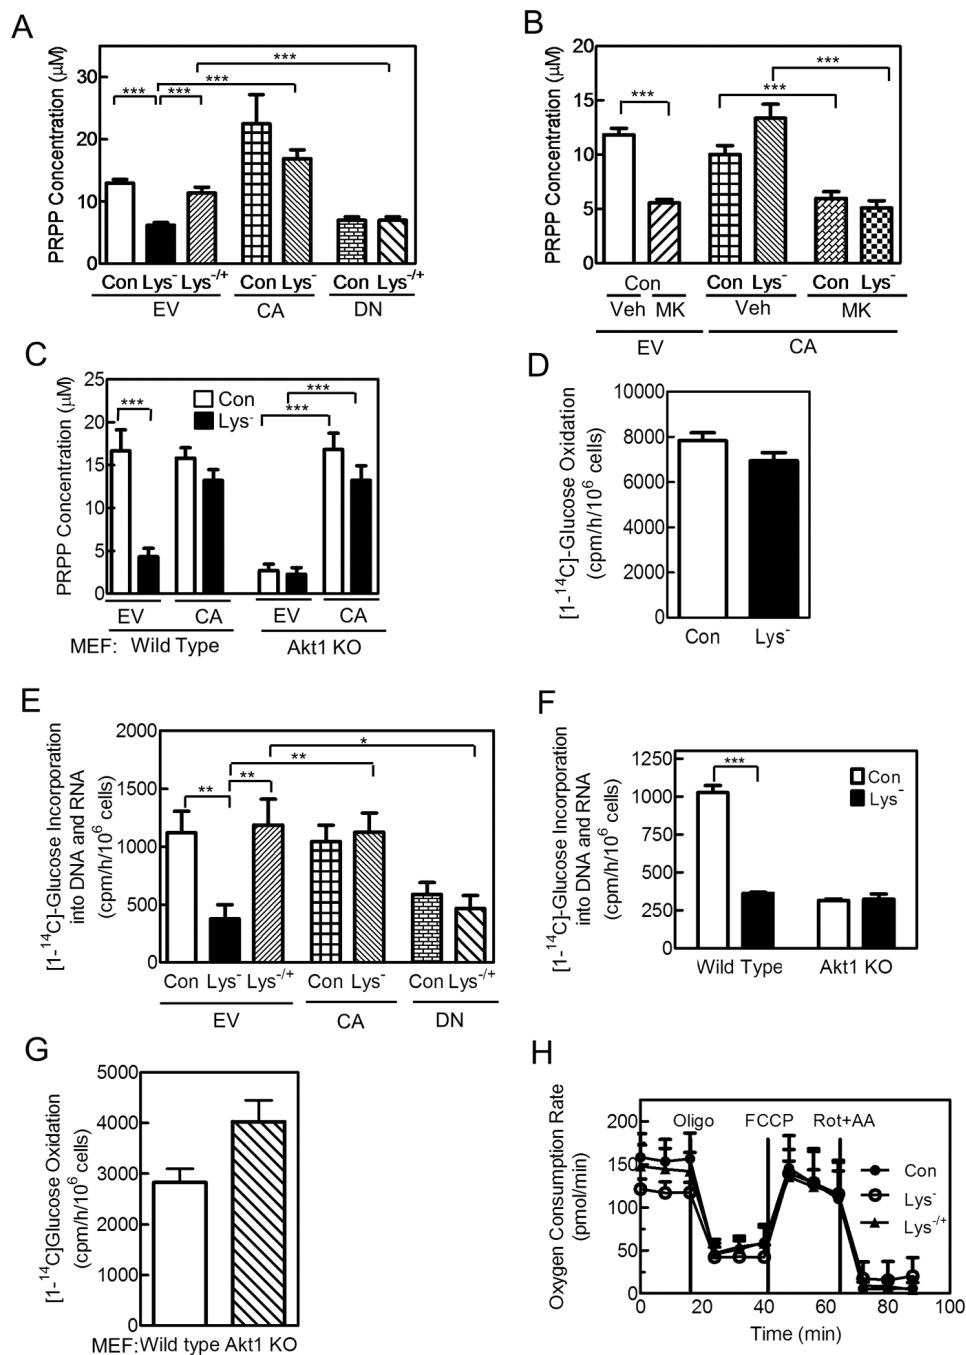 A
PRPP Concentration (μM)
30
20
10
0
***
***
***
***
Con Lys⁻ Lys⁻/⁺
Con Lys⁻
Con Lys⁻/⁺
EV
CA
DN
B
PRPP Concentration (μM)
20
15
10
5
0
***
***
***
Con
Con Lys⁻
Con Lys⁻
Veh MK
Veh
MK
EV
CA
C
PRPP Concentration (μM)
25
20
15
10
5
0
Con
Lys⁻
***
***
***
EV
CA
EV
CA
MEF: Wild Type
Akt1 KO
D
[1-¹⁴C]-Glucose Oxidation
(cpm/h/10⁶ cells)
10000
8000
6000
4000
2000
0
Con
Lys⁻
E
[1-¹⁴C]-Glucose Incorporation
into DNA and RNA
(cpm/h/10⁶ cells)
2000
1500
1000
500
0
**
**
**
*
Con Lys⁻ Lys⁻/⁺
Con Lys⁻
Con Lys⁻/⁺
EV
CA
DN
F
[1-¹⁴C]-Glucose Incorporation
into DNA and RNA
(cpm/h/10⁶ cells)
1250
1000
750
500
250
0
***
Con
Lys⁻
Wild Type
Akt1 KO
G
[1-¹⁴C]Glucose Oxidation
(cpm/h/10⁶ cells)
5000
4000
3000
2000
1000
0
MEF: Wild type Akt1 KO
H
Oxygen Consumption Rate
(pmol/min)
200
150
100
50
0
Oligo
FCCP
Rot+AA
Con
Lys⁻
Lys⁻/⁺
0
20
40
60
80
100
Time (min)